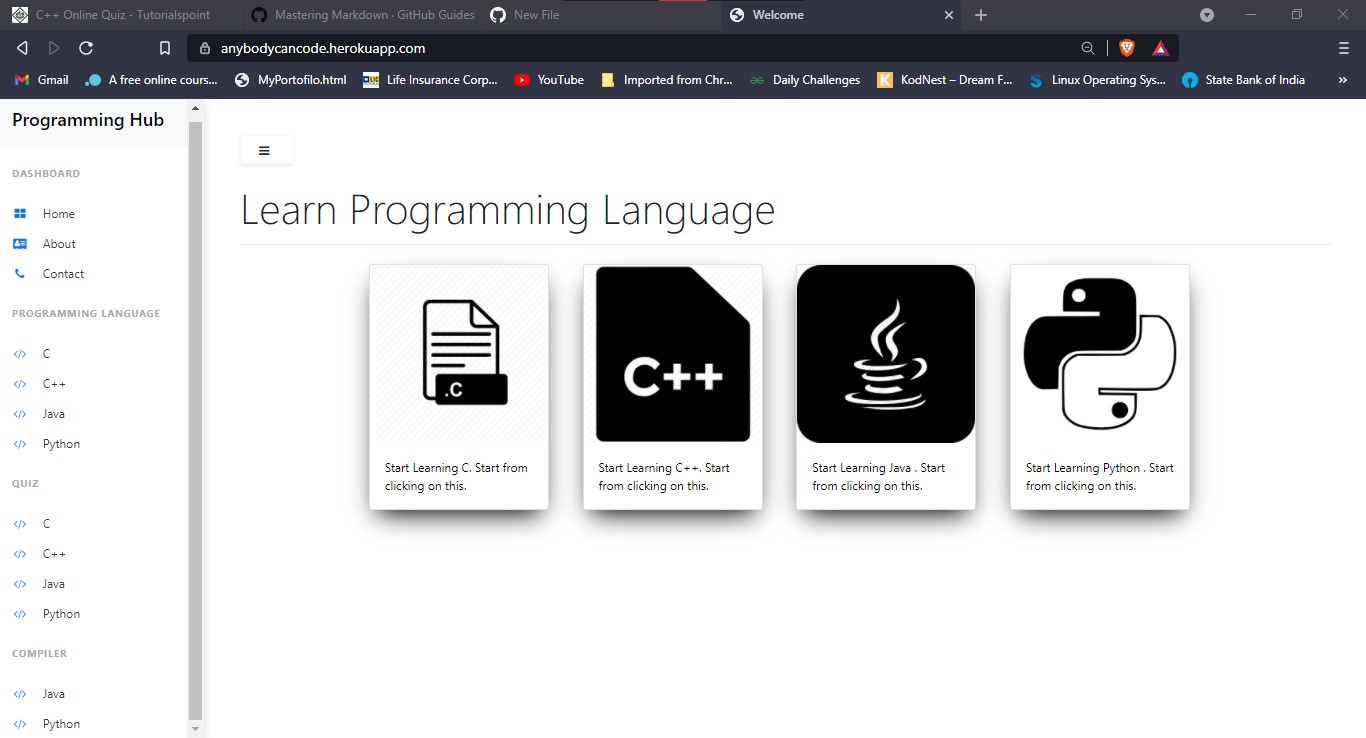 C++ Online Quiz - Tutorialspoint
Mastering Markdown · GitHub Guides
New File
Welcome
anybodycancode.herokuapp.com
Gmail
A free online cours...
MyPortofilo.html
Life Insurance Corp...
YouTube
Imported from Chr...
Daily Challenges
KodNest – Dream F...
Linux Operating Sys...
State Bank of India
»
Programming Hub
DASHBOARD
Home
About
Contact
PROGRAMMING LANGUAGE
C
C++
Java
Python
QUIZ
C
C++
Java
Python
COMPILER
Java
Python
Learn Programming Language
.C
Start Learning C. Start from
clicking on this.
C++
Start Learning C++. Start
from clicking on this.
Start Learning Java . Start
from clicking on this.
Start Learning Python . Start
from clicking on this.